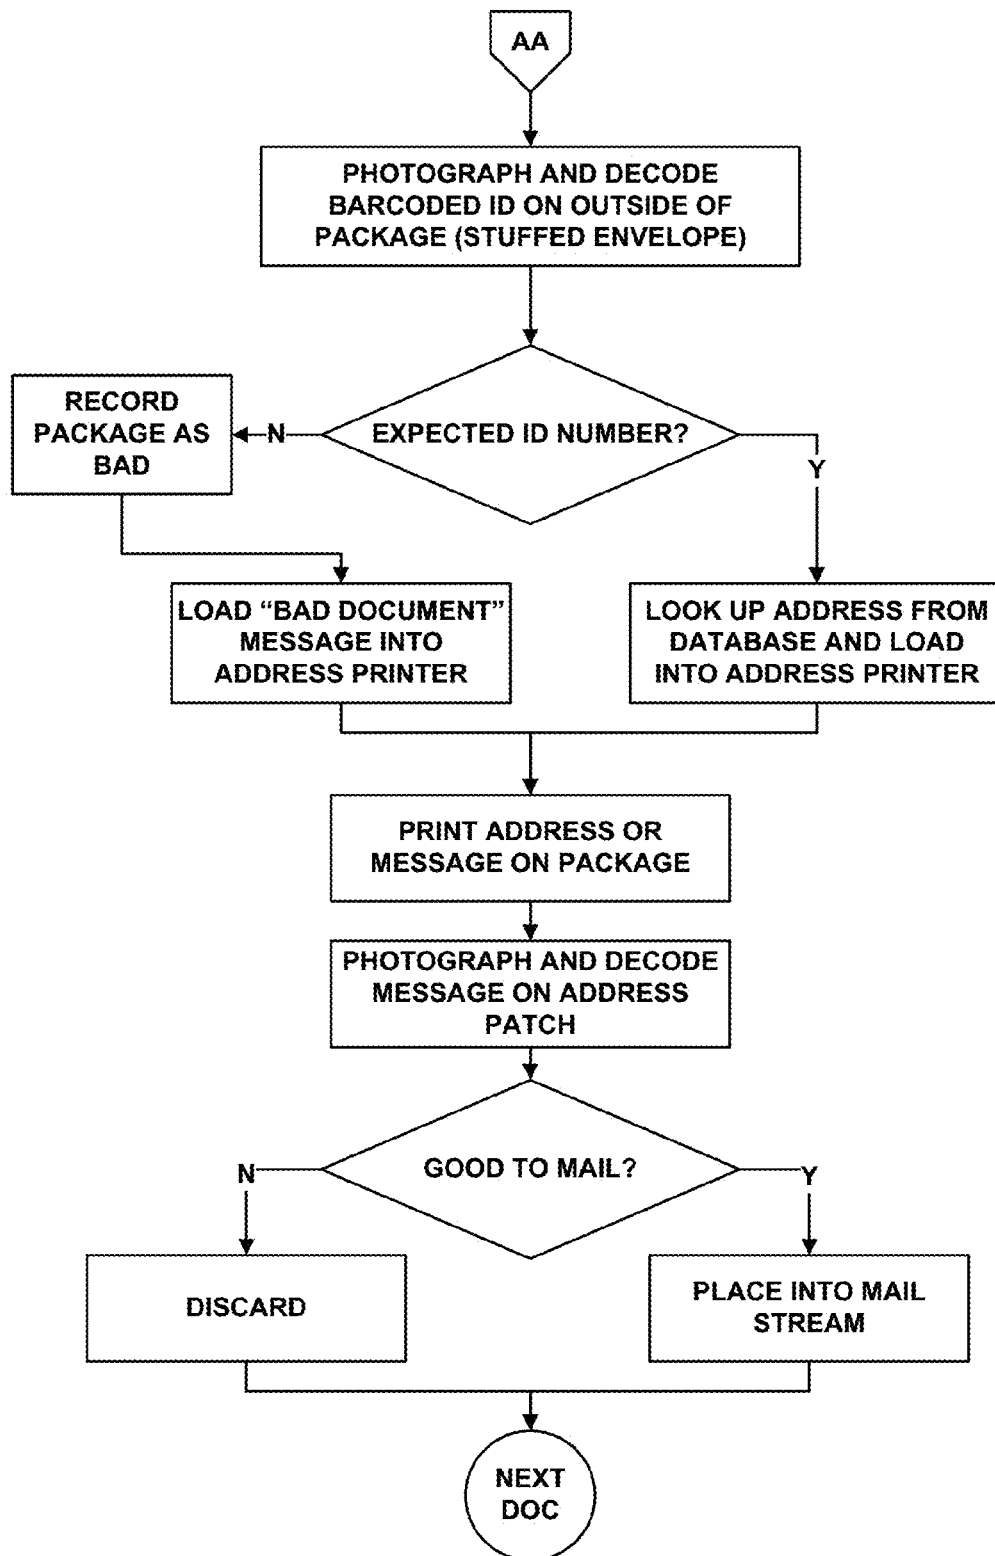 AA
PHOTOGRAPH AND DECODE
BARCODED ID ON OUTSIDE OF
PACKAGE (STUFFED ENVELOPE)
EXPECTED ID NUMBER?
N
Y
RECORD
PACKAGE AS
BAD
LOAD “BAD DOCUMENT”
MESSAGE INTO
ADDRESS PRINTER
LOOK UP ADDRESS FROM
DATABASE AND LOAD
INTO ADDRESS PRINTER
PRINT ADDRESS OR
MESSAGE ON PACKAGE
PHOTOGRAPH AND DECODE
MESSAGE ON ADDRESS
PATCH
GOOD TO MAIL?
N
Y
DISCARD
PLACE INTO MAIL
STREAM
NEXT
DOC